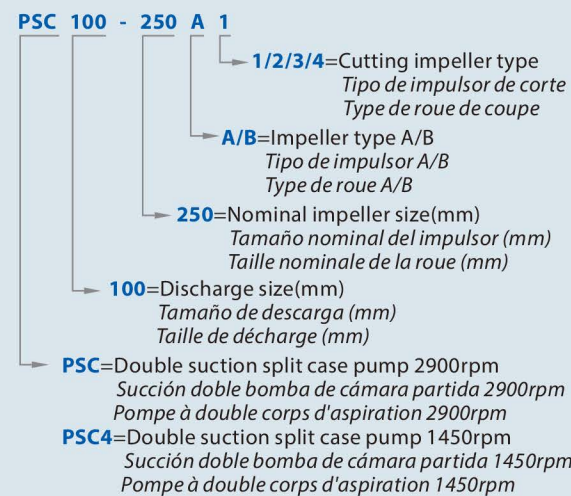 PSC 100 - 250 A 1
1/2/3/4=Cutting impeller type
Tipo de impulsor de corte
Type de roue de coupe
A/B=Impeller type A/B
Tipo de impulsor A/B
Type de roue A/B
250=Nominal impeller size(mm)
Tamaño nominal del impulsor (mm)
Taille nominale de la roue (mm)
100=Discharge size(mm)
Tamaño de descarga (mm)
Taille de décharge (mm)
PSC=Double suction split case pump 2900rpm
Succión doble bomba de cámara partida 2900rpm
Pompe à double corps d'aspiration 2900rpm
PSC4=Double suction split case pump 1450rpm
Succión doble bomba de cámara partida 1450rpm
Pompe à double corps d'aspiration 1450rpm